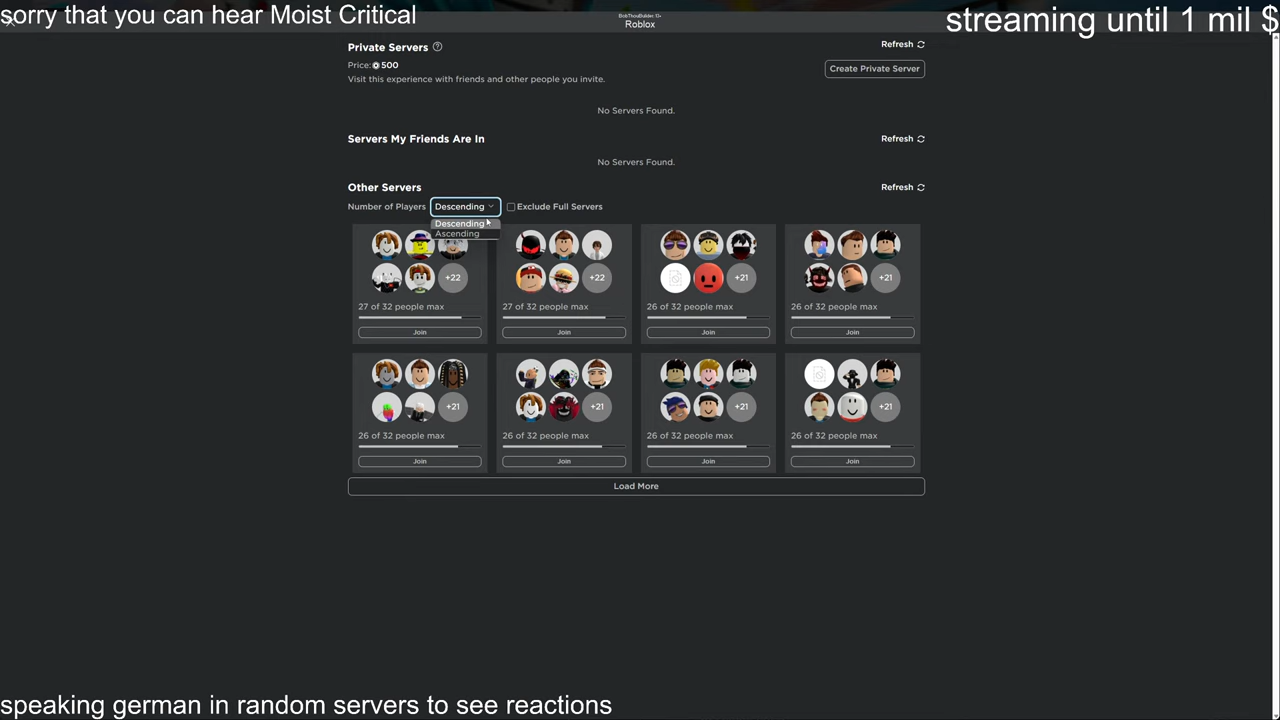 sorry that you can hear Moist Critical
streaming until 1 mil $
Roblox
Private Servers
Refresh
Price: 500
Create Private Server
Visit this experience with friends and other people you invite.
No Servers Found.
Servers My Friends Are In
Refresh
No Servers Found.
Other Servers
Refresh
Number of Players Descending Exclude Full Servers
Descending
Ascending
+22 +22 +21 +21
27 of 32 people max 27 of 32 people max 26 of 32 people max 26 of 32 people max
Join Join Join Join
+21 +21 +21 +21
26 of 32 people max 26 of 32 people max 26 of 32 people max 26 of 32 people max
Join Join Join Join
Load More
speaking german in random servers to see reactions